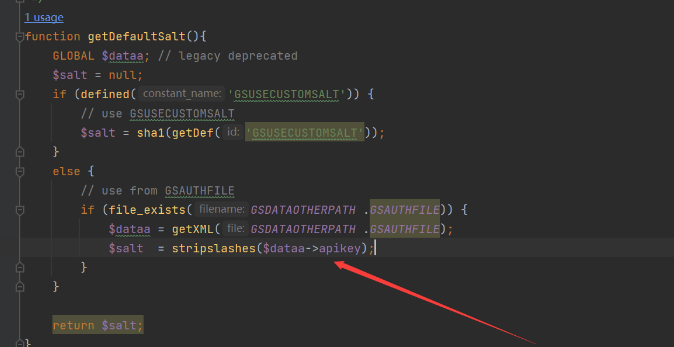 1 usage
function getDefaultSalt(){
GLOBAL $dataa; // legacy deprecated
$salt = null;
if (defined( constant_name: 'GSUSECUSTOMSALT')) {
// use GSUSECUSTOMSALT
$salt = sha1(getDef( id: 'GSUSECUSTOMSALT'));
}
else {
// use from GSAUTHFILE
if (file_exists( filename: GSDATAOTHERPATH .GSAUTHFILE)) {
$dataa = getXML( file: GSDATAOTHERPATH .GSAUTHFILE);
$salt = stripslashes($dataa->apikey);
}
}
return $salt;
}